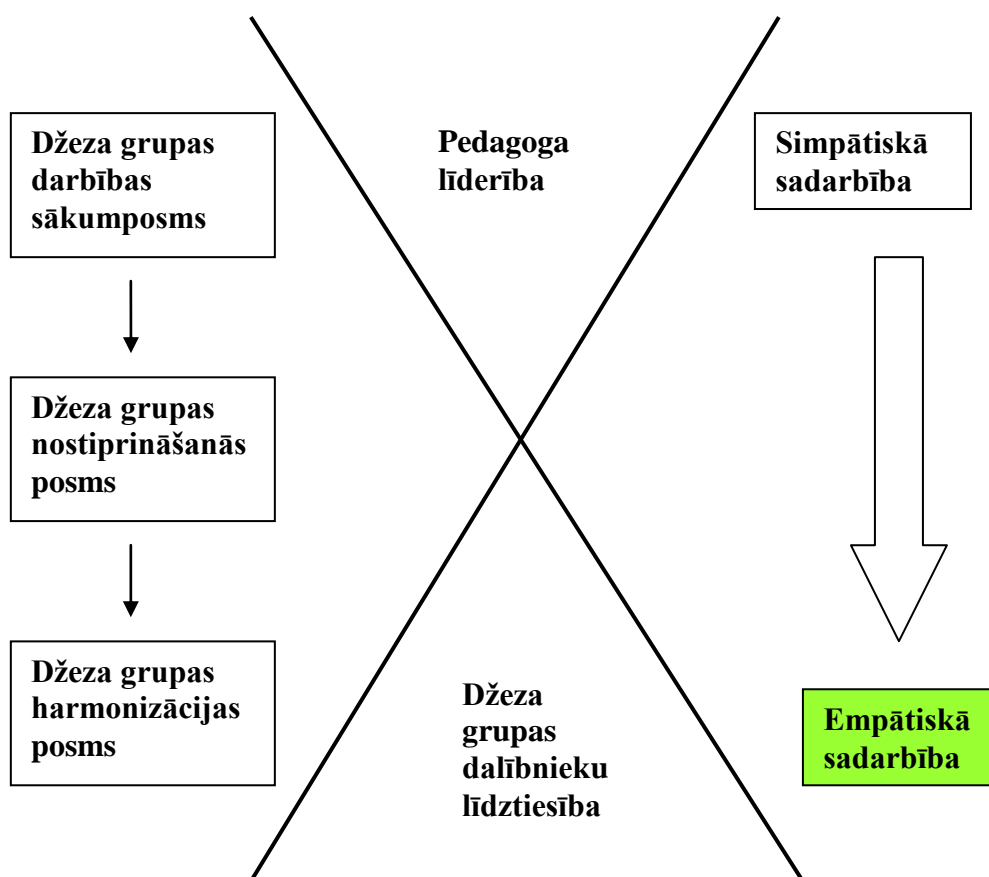 Džeza grupas
darbības
sākumposms
Pedagoga
līderība
Simpātiskā
sadarbība
Džeza grupas
nostiprināšanās
posms
Džeza grupas
harmonizācijas
posms
Džeza
grupas
dalībnieku
līdztiesība
Empātiskā
sadarbība